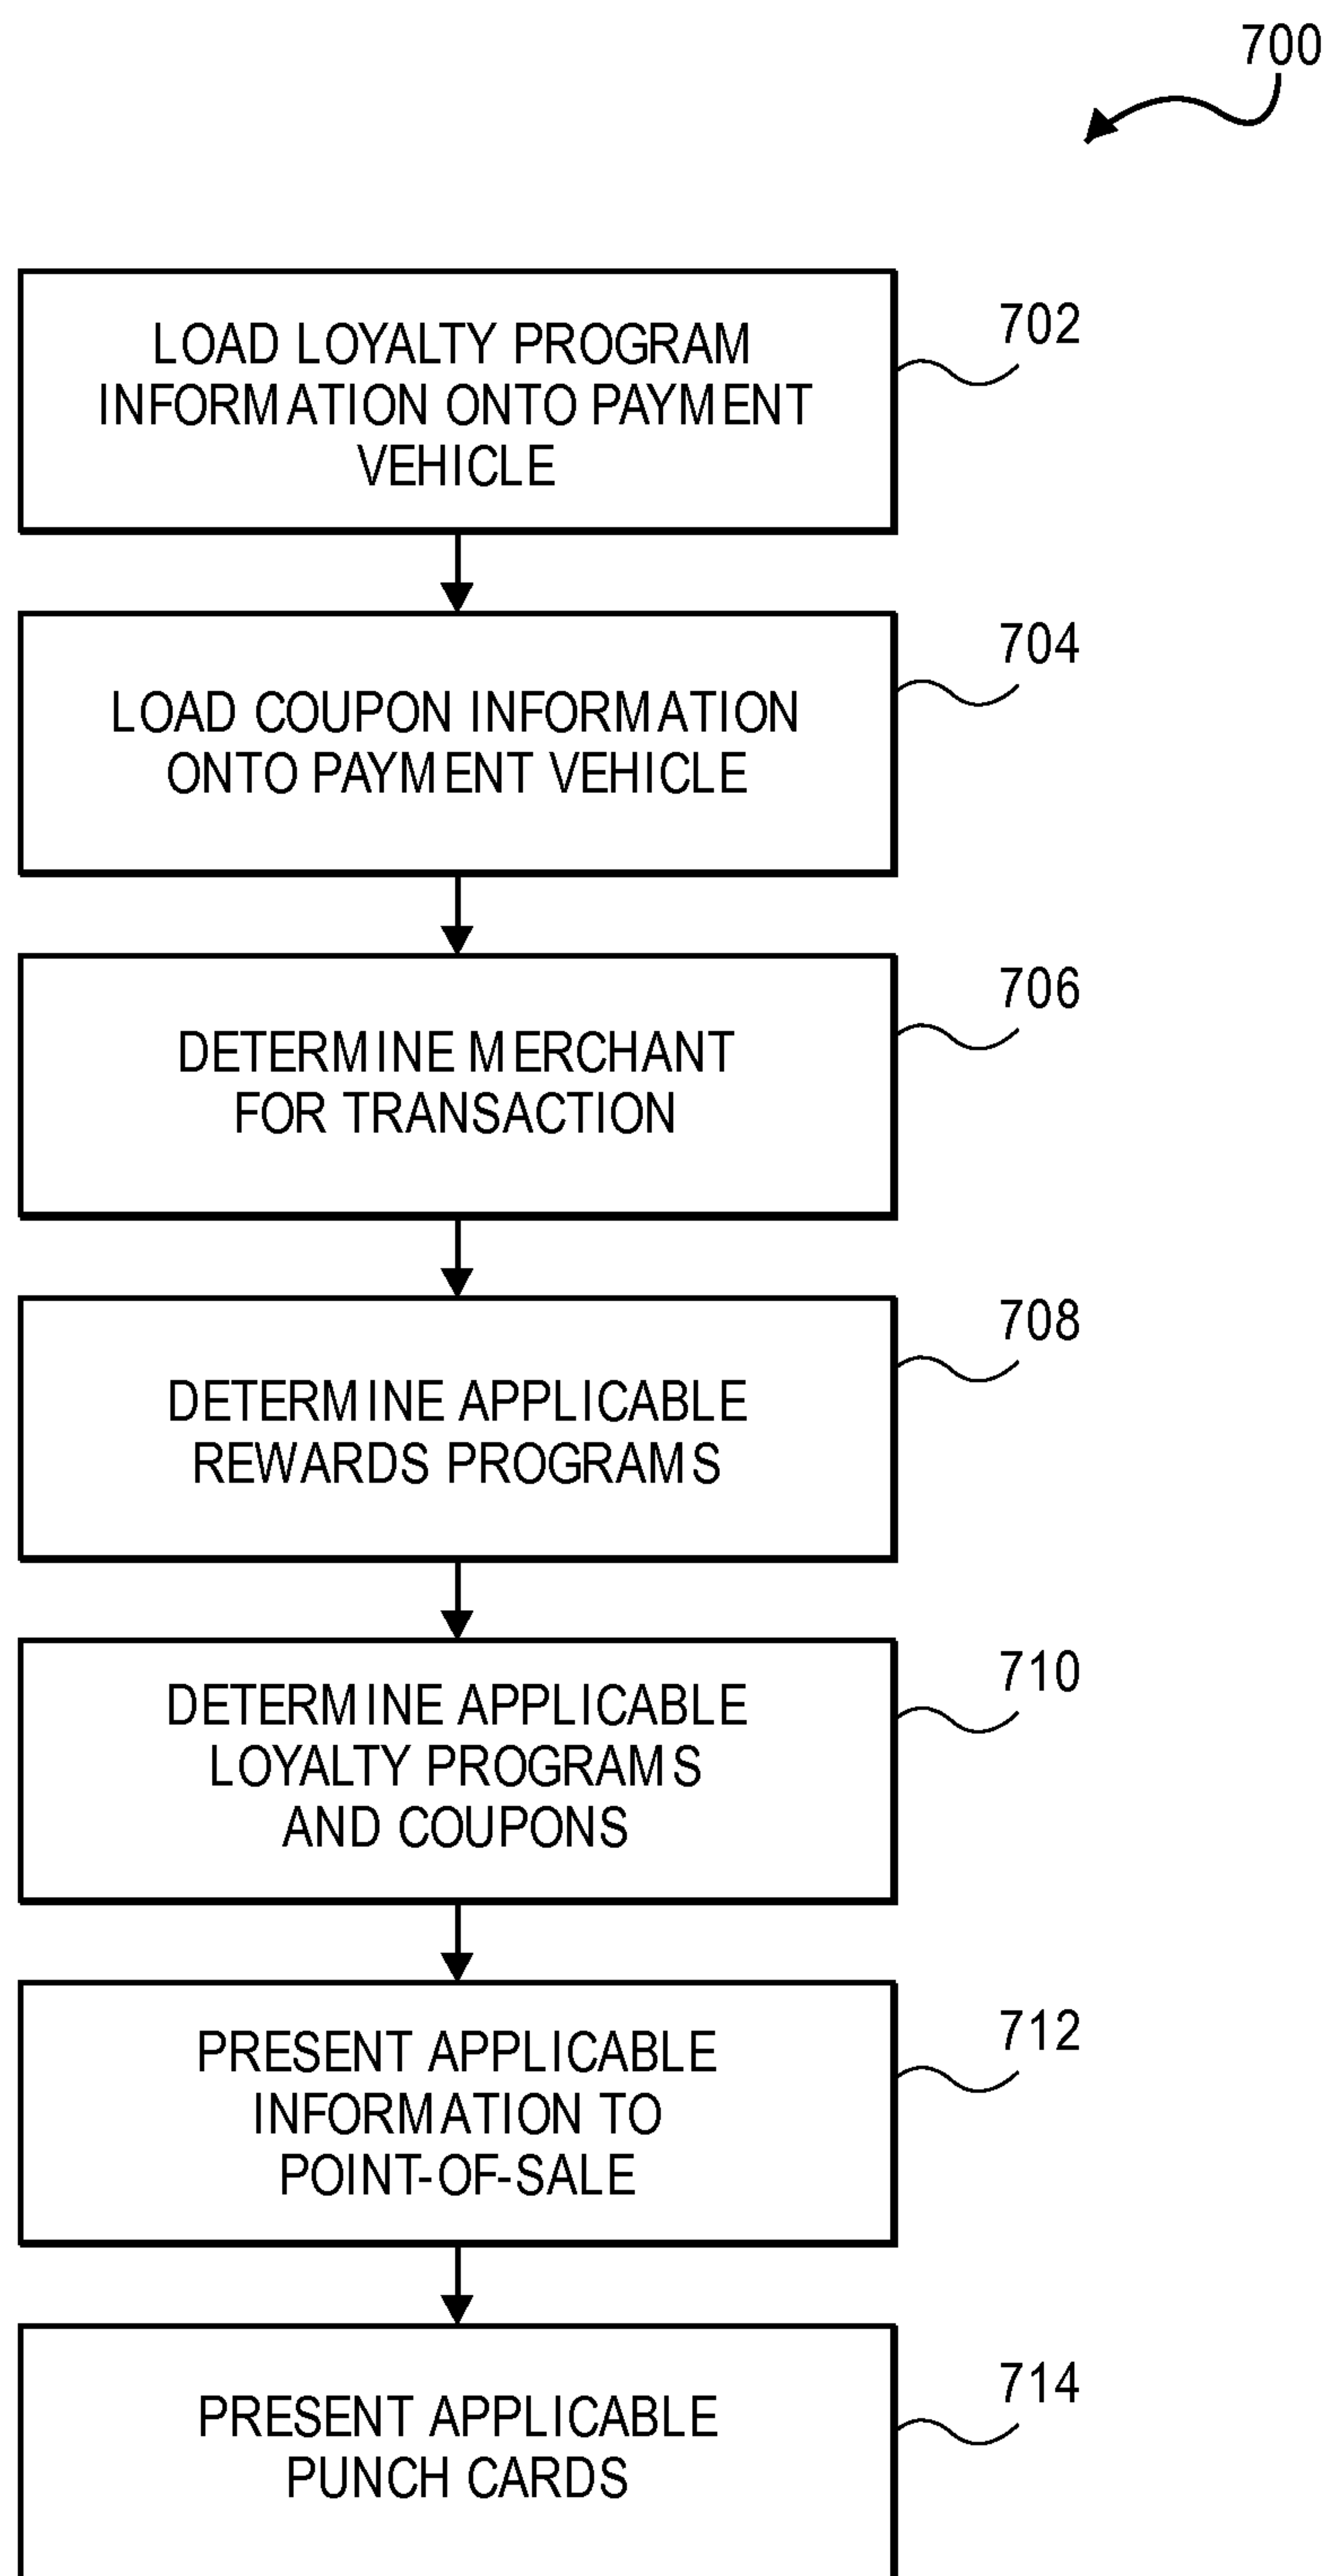 700
LOAD LOYALTY PROGRAM
INFORMATION ONTO PAYMENT
VEHICLE
702
LOAD COUPON INFORMATION
ONTO PAYMENT VEHICLE
704
DETERMINE MERCHANT
FOR TRANSACTION
706
DETERMINE APPLICABLE
REWARDS PROGRAMS
708
DETERMINE APPLICABLE
LOYALTY PROGRAMS
AND COUPONS
710
PRESENT APPLICABLE
INFORMATION TO
POINT-OF-SALE
712
PRESENT APPLICABLE
PUNCH CARDS
714